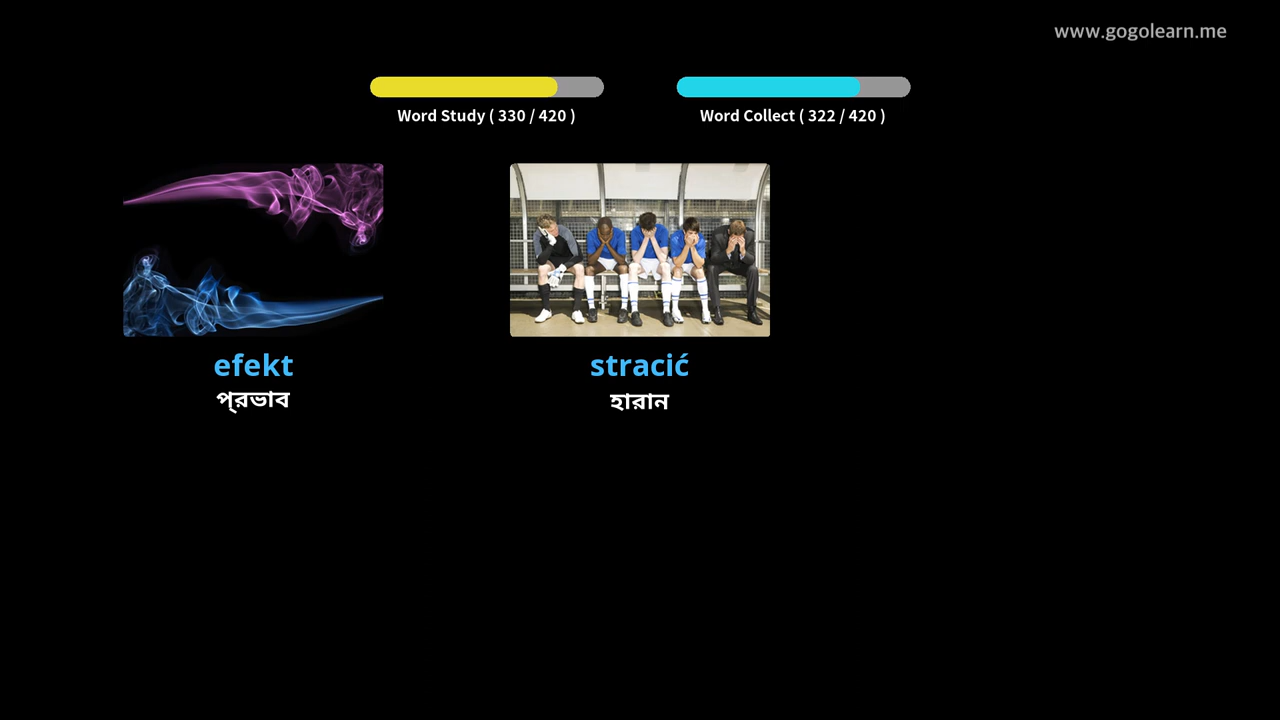 www.gogolearn.me
Word Study ( 330 / 420 )
Word Collect ( 322 / 420 )
efekt
প্রভাব
stracić
হারান